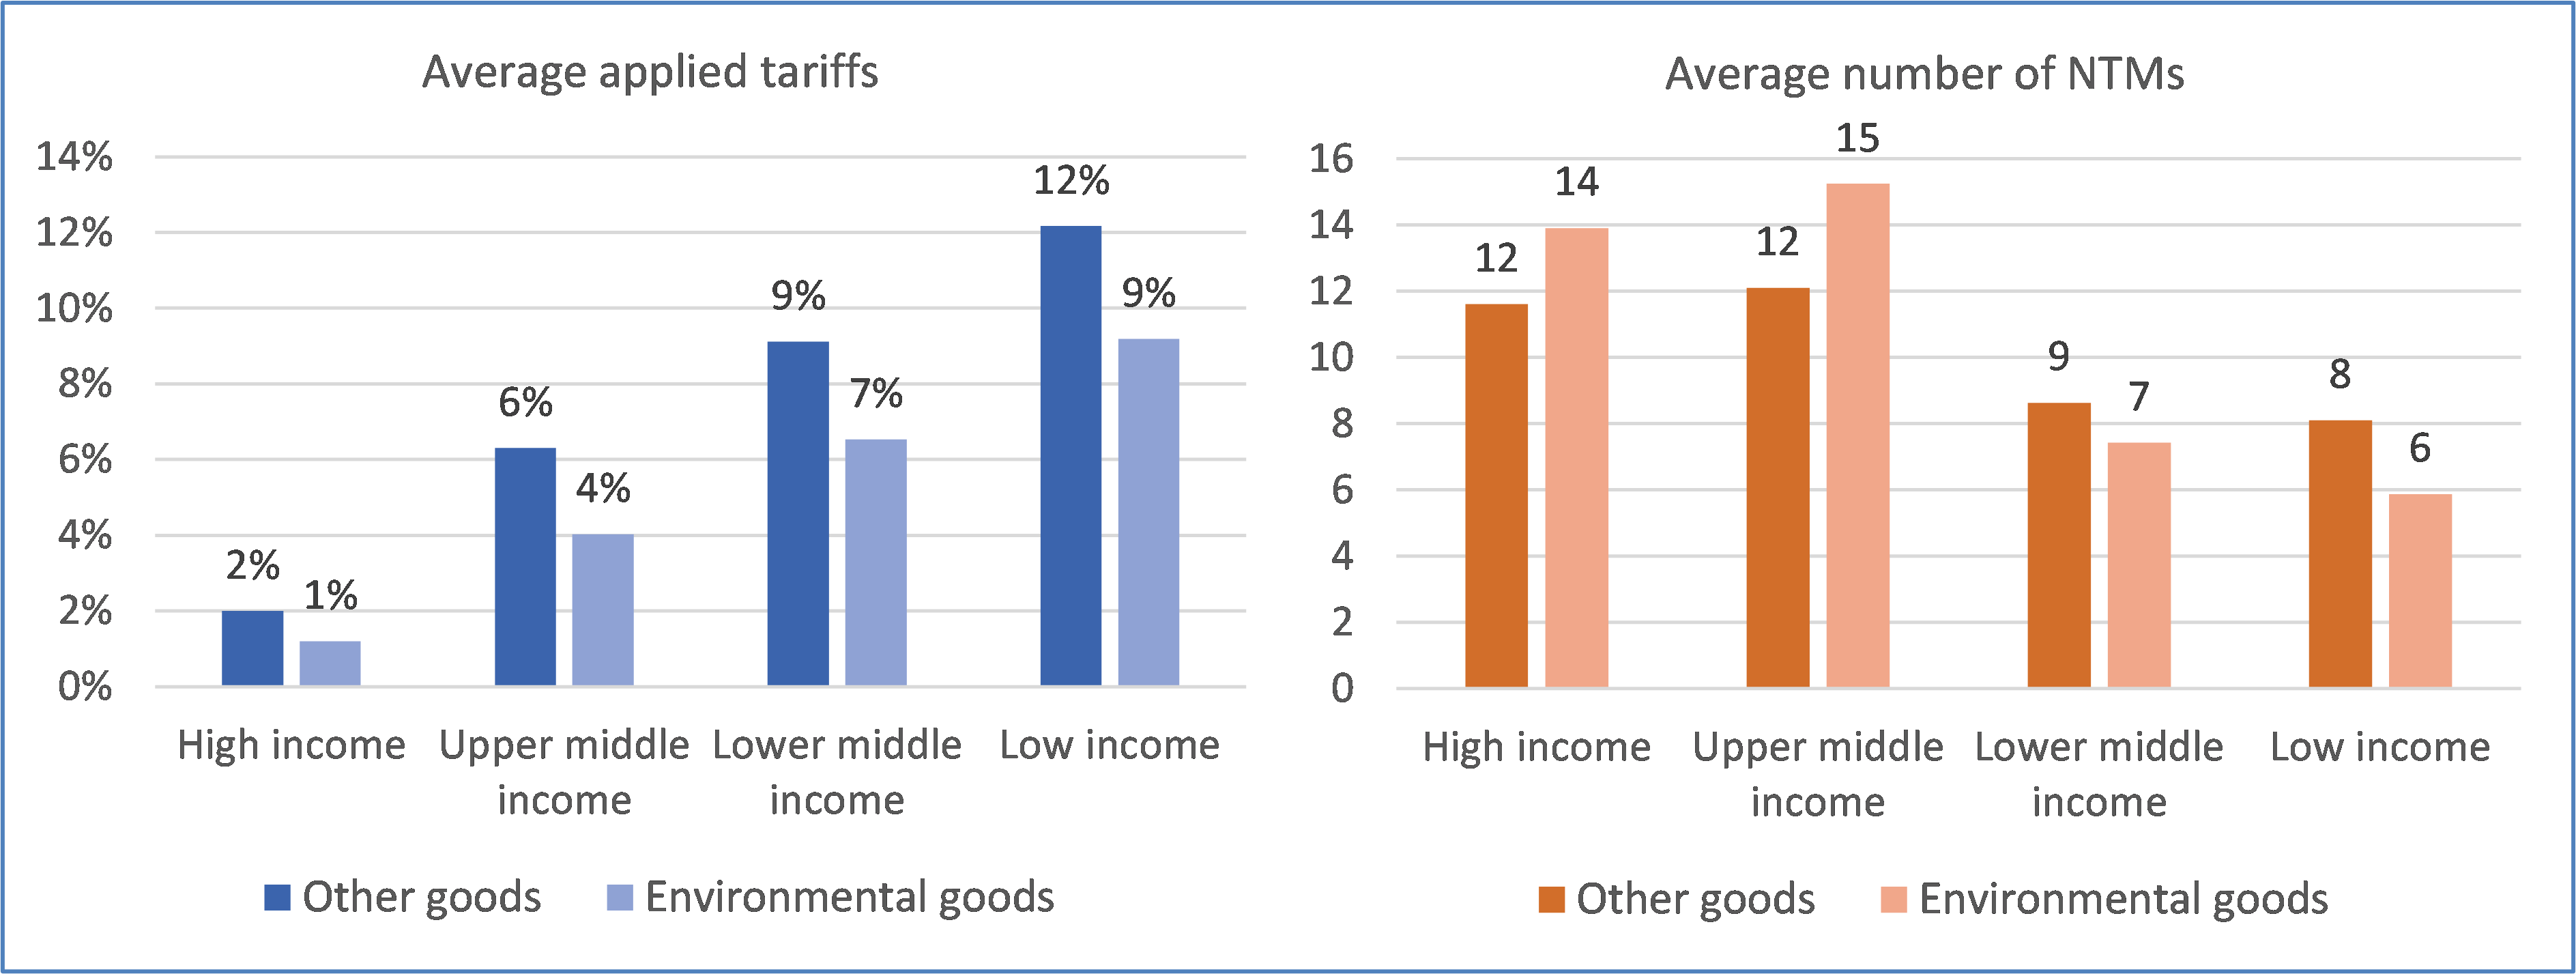 Average applied tariffs
14%
12%
10%
8%
6%
4%
2%
0%
2%
1%
6%
4%
9%
7%
12%
9%
High income
Upper middle
income
Lower middle
income
Low income
Other goods
Environmental goods
Average number of NTMs
16
14
12
10
8
6
4
2
0
12
14
12
15
9
7
8
6
High income
Upper middle
income
Lower middle
income
Low income
Other goods
Environmental goods